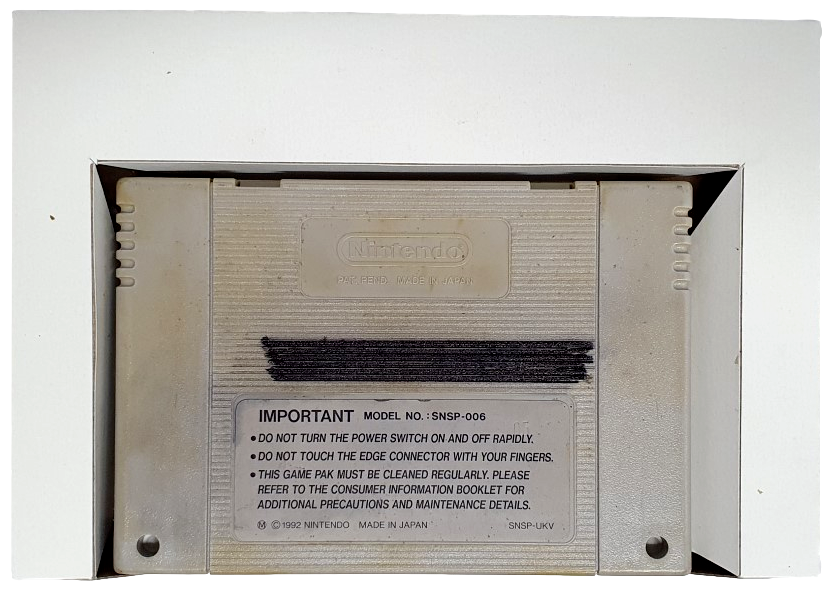 Nintendo
PAT. PEND. MADE IN JAPAN
IMPORTANT MODEL NO. : SNSP-006
• DO NOT TURN THE POWER SWITCH ON AND OFF RAPIDLY.
• DO NOT TOUCH THE EDGE CONNECTOR WITH YOUR FINGERS.
• THIS GAME PAK MUST BE CLEANED REGULARLY. PLEASE
REFER TO THE CONSUMER INFORMATION BOOKLET FOR
ADDITIONAL PRECAUTIONS AND MAINTENANCE DETAILS.
Ⓜ ©1992 NINTENDO MADE IN JAPAN SNSP-UKV